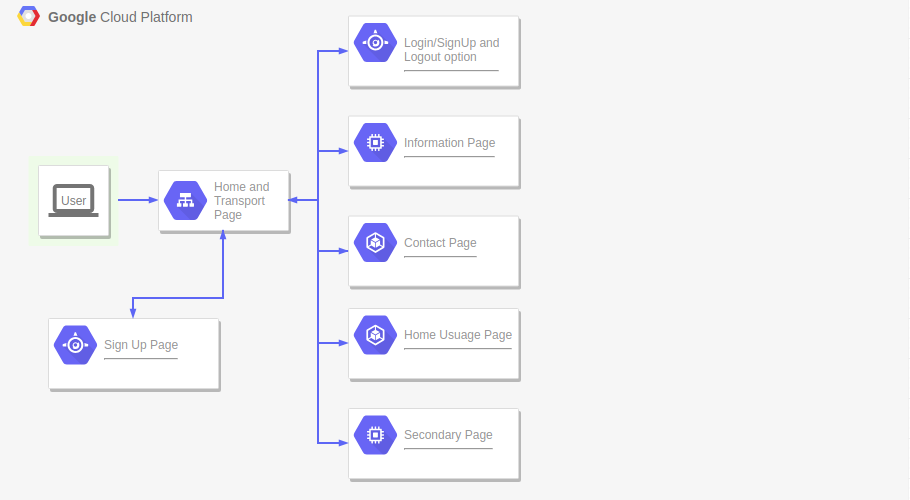 Google Cloud Platform
Login/SignUp and
Logout option
Information Page
User
Home and
Transport
Page
Contact Page
Sign Up Page
Home Usuage Page
Secondary Page